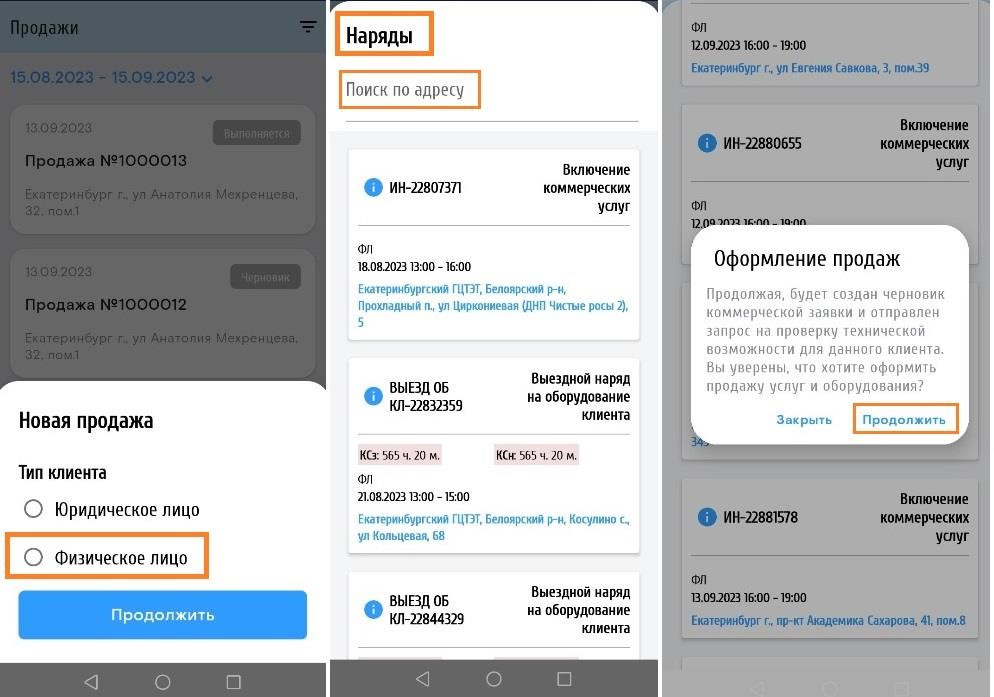 Продажи
15.08.2023 - 15.09.2023
13.09.2023
Выполняется
Продажа №1000013
Екатеринбург г., ул Анатолия Мехренцева,
32, пом.1
13.09.2023
Черновик
Продажа №1000012
Екатеринбург г., ул Анатолия Мехренцева,
32, пом.1
Новая продажа
Тип клиента
Юридическое лицо
Физическое лицо
Продолжить
Наряды
Поиск по адресу
ИН-22807371
Включение
коммерческих
услуг
ФЛ
18.08.2023 13:00 - 16:00
Екатеринбургский ГЦТЭТ, Белоярский р-н,
Прохладный п., ул Циркониевая (ДНП Чистые росы 2),
5
ВЫЕЗД ОБ
КЛ-22832359
Выездной наряд
на оборудование
клиента
КСз: 565 ч. 20 м.
КСн: 565 ч. 20 м.
ФЛ
21.08.2023 13:00 - 15:00
Екатеринбургский ГЦТЭТ, Белоярский р-н, Косулино с.,
ул Кольцевая, 68
ВЫЕЗД ОБ
КЛ-22844329
Выездной наряд
на оборудование
клиента
ФЛ
12.09.2023 16:00 - 19:00
Екатеринбург г., ул Евгения Савкова, 3, пом.39
ИН-22880655
Включение
коммерческих
услуг
ФЛ
12.09.2023 16:00 - 19:00
Оформление продаж
Продолжая, будет создан черновик
коммерческой заявки и отправлен
запрос на проверку технической
возможности для данного клиента.
Вы уверены, что хотите оформить
продажу услуг и оборудования?
Закрыть
Продолжить
ИН-22881578
Включение
коммерческих
услуг
ФЛ
13.09.2023 16:00 - 19:00
Екатеринбург г., пр-кт Академика Сахарова, 41, пом.8